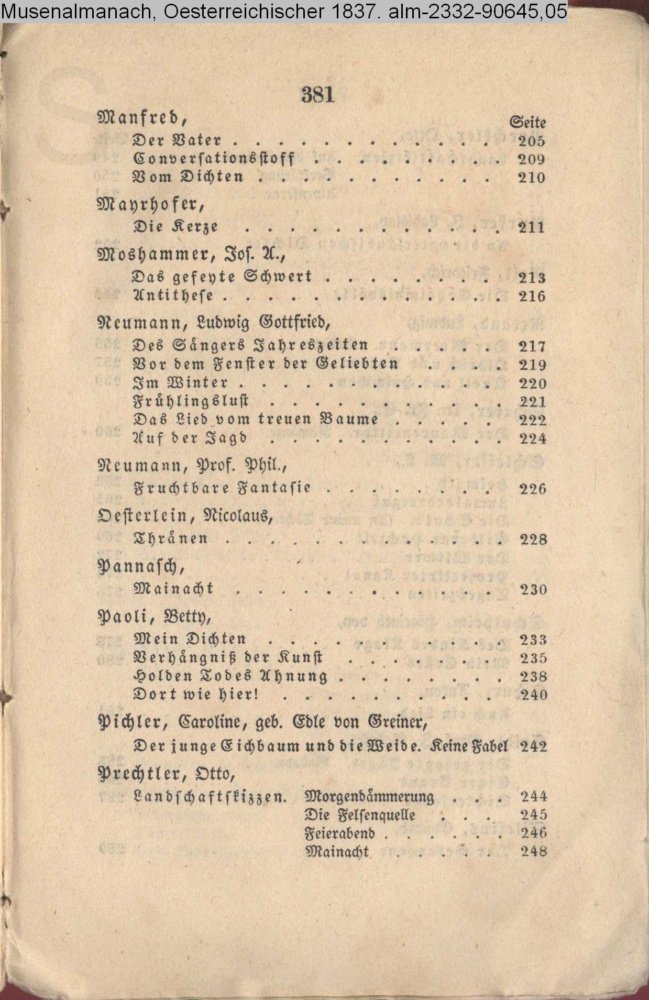 Musenalmanach, Oesterreichischer 1837. alm-2332-90645,05
381
Manfred,
Seite
Der Vater . . . . . . . . . . . . 205
Conversationsstoff . . . . . . . . 209
Vom Dichten . . . . . . . . . . . 210
Mayrhofer,
Die Kerze . . . . . . . . . . . . 211
Moshammer, Jos. A.,
Das gefeyte Schwert . . . . . . . 213
Antithese . . . . . . . . . . . . 216
Neumann, Ludwig Gottfried,
Des Sängers Jahreszeiten . . . . . 217
Vor dem Fenster der Geliebten . . . . 219
Im Winter . . . . . . . . . . . . 220
Frühlingslust . . . . . . . . . . 221
Das Lied vom treuen Baume . . . . . 222
Auf der Jagd . . . . . . . . . . 224
Neumann, Prof. Phil.,
Fruchtbare Fantasie . . . . . . . 226
Oesterlein, Nicolaus,
Thränen . . . . . . . . . . . . 228
Pannasch,
Mainacht . . . . . . . . . . . . 230
Paoli, Betty,
Mein Dichten . . . . . . . . . . 233
Verhängniß der Kunst . . . . . . . 235
Holden Todes Ahnung . . . . . . . 238
Dort wie hier! . . . . . . . . . . 240
Pichler, Caroline, geb. Edle von Greiner,
Der junge Eichbaum und die Weide. Keine Fabel 242
Prechtler, Otto,
Landschaftskizzen. Morgendämmerung . . . 244
Die Felsenquelle . . . 245
Feierabend . . . . . . 246
Mainacht . . . . . 248